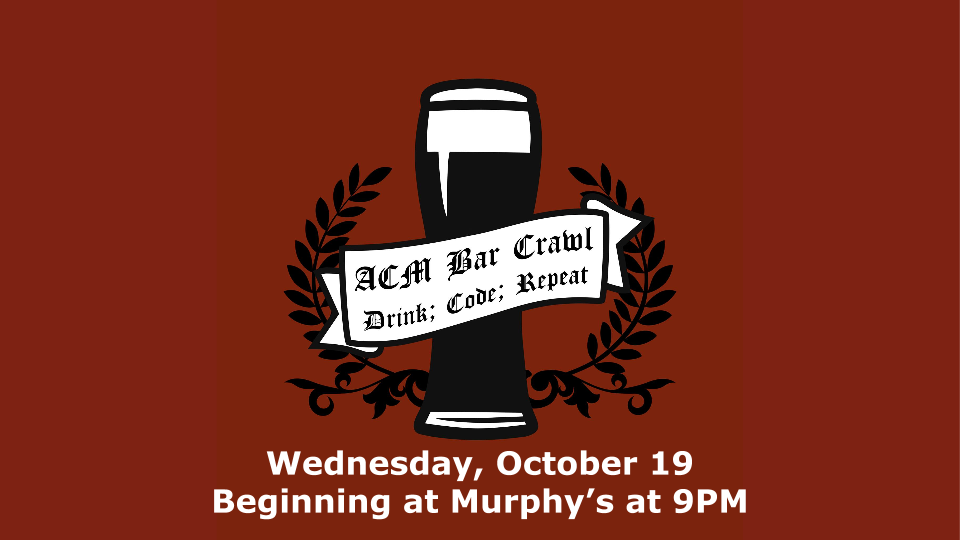 ACM Bar Crawl
Drink; Code; Repeat
Wednesday, October 19
Beginning at Murphy’s at 9PM